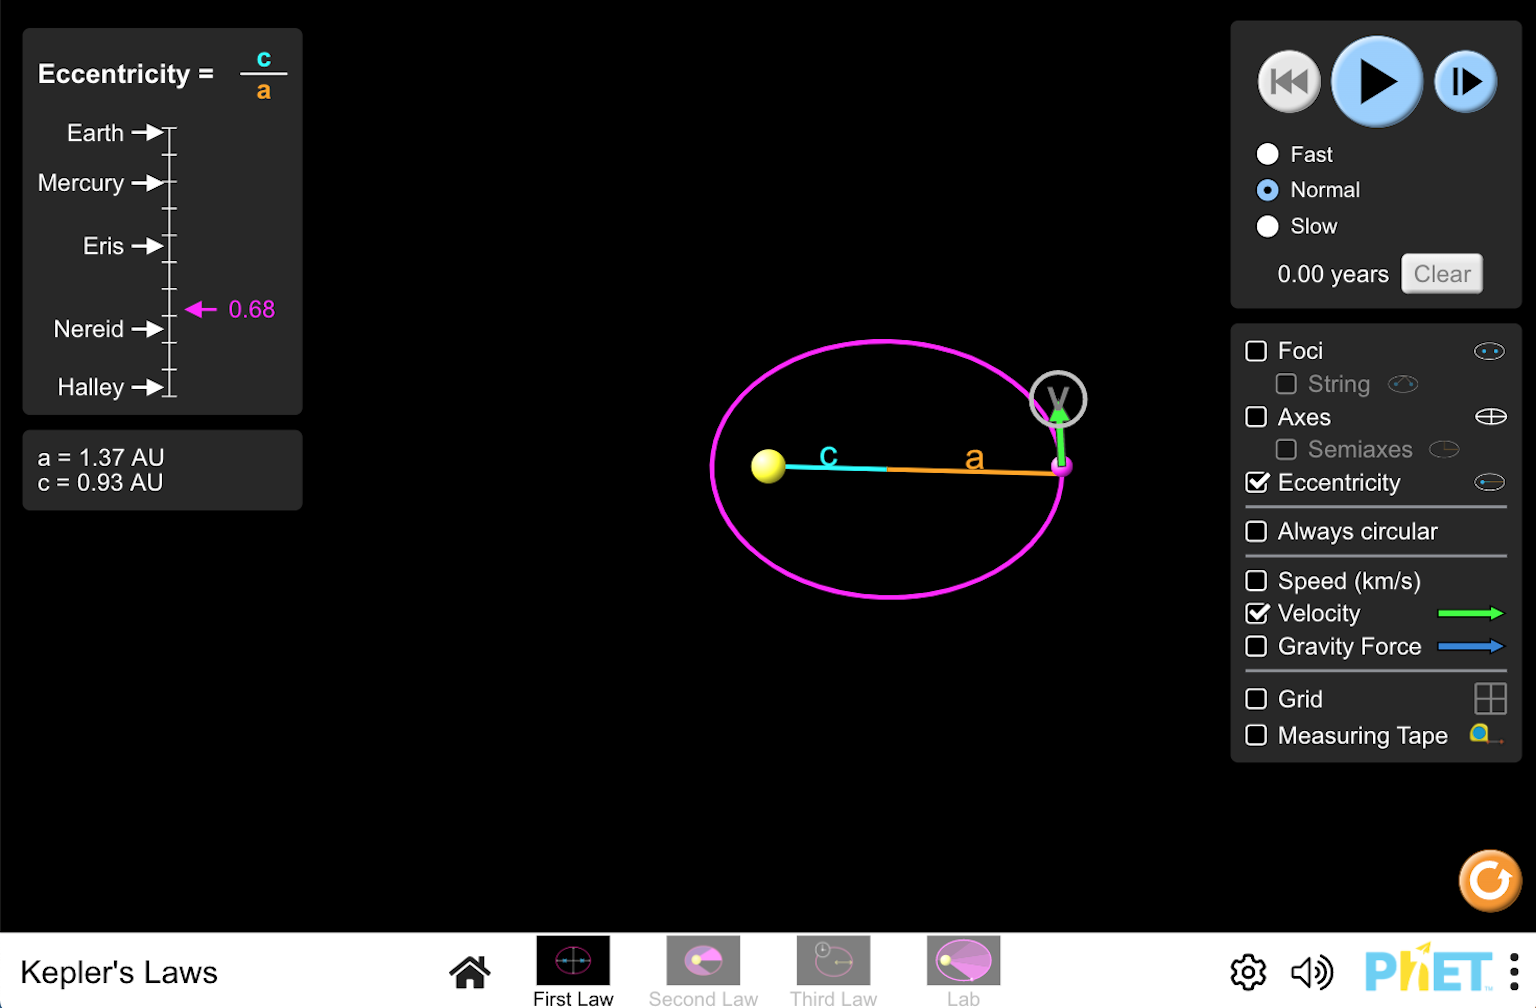 Eccentricity = c
a
Earth
Mercury
Eris
0.68
Nereid
Halley
a = 1.37 AU
c = 0.93 AU
c
a
V
Fast
Normal
Slow
0.00 years Clear
Foci
String
Axes
Semiaxes
Eccentricity
Always circular
Speed (km/s)
Velocity
Gravity Force
Grid
Measuring Tape
Kepler's Laws
First Law
Second Law
Third Law
Lab
PhET